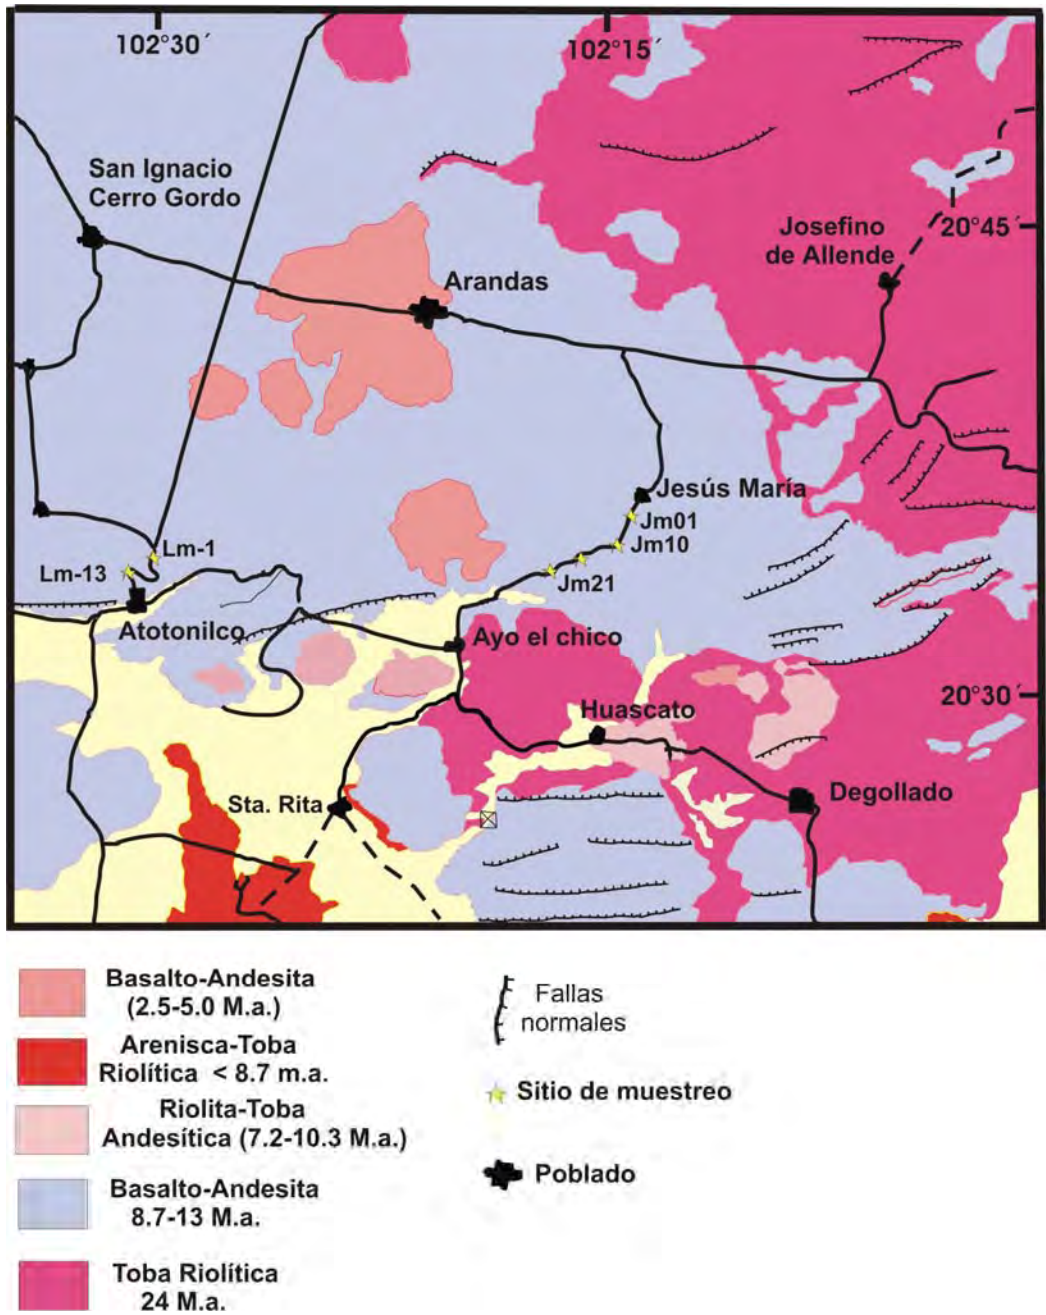 102°30´
102°15´
San Ignacio
Cerro Gordo
Josefino
de Allende
20°45´
Arandas
Jesús María
Jm01
Jm10
Lm-1
Lm-13
Jm21
Atotonilco
Ayo el chico
20°30´
Huascato
Sta. Rita
Degollado
Basalto-Andesita
(2.5-5.0 M.a.)
Arenisca-Toba
Riolítica < 8.7 m.a.
Riolita-Toba
Andesítica (7.2-10.3 M.a.)
Basalto-Andesita
8.7-13 M.a.
Toba Riolítica
24 M.a.
Fallas
normales
Sitio de muestreo
Poblado